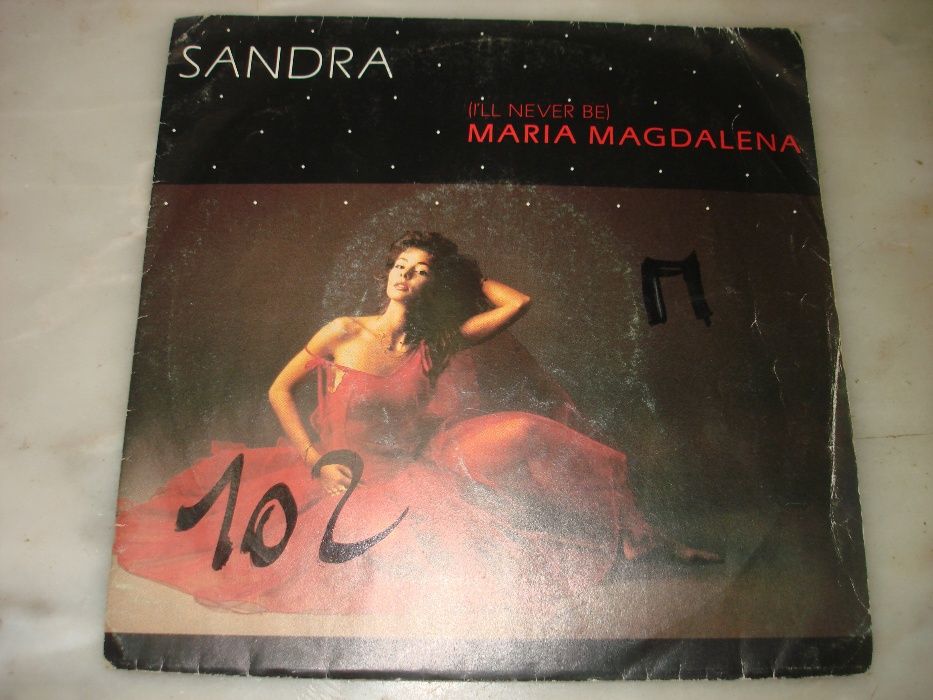 SANDRA
(I'LL NEVER BE)
MARIA MAGDALENA
П
102